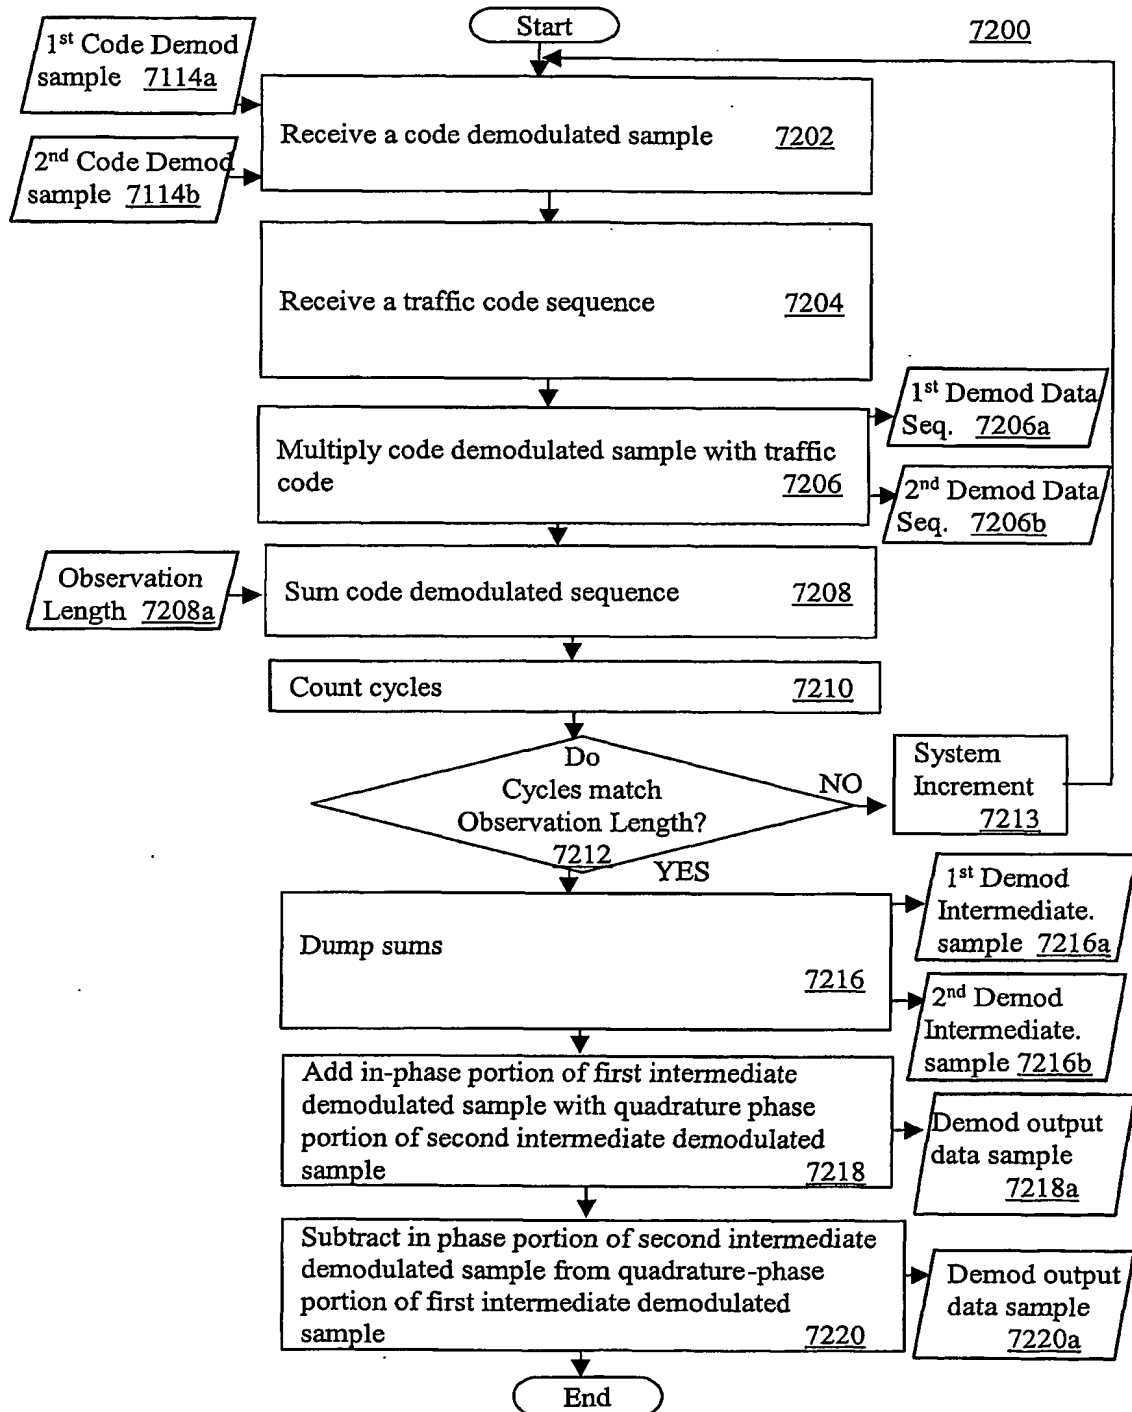 Start
7200
1st Code Demod
sample 7114a
Receive a code demodulated sample 7202
2nd Code Demod
sample 7114b
Receive a traffic code sequence 7204
1st Demod Data
Seq. 7206a
Multiply code demodulated sample with traffic
code 7206
2nd Demod Data
Seq. 7206b
Observation
Length 7208a
Sum code demodulated sequence 7208
Count cycles 7210
Do
Cycles match
Observation Length?
7212
NO
System
Increment
7213
YES
1st Demod
Intermediate.
sample 7216a
Dump sums
7216
2nd Demod
Intermediate.
sample 7216b
Add in-phase portion of first intermediate
demodulated sample with quadrature phase
portion of second intermediate demodulated
sample 7218
Demod output
data sample
7218a
Subtract in phase portion of second intermediate
demodulated sample from quadrature-phase
portion of first intermediate demodulated
sample 7220
Demod output
data sample
7220a
End